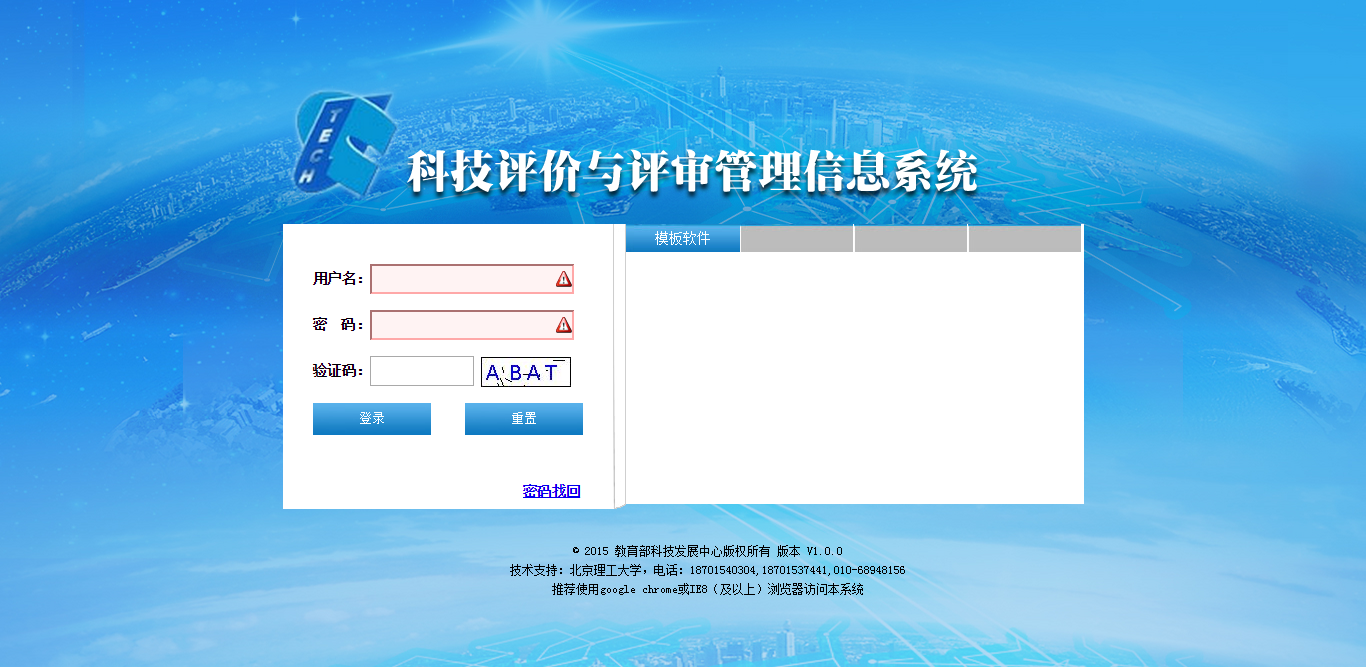 TECH
科技评价与评审管理信息系统
用户名：
密 码：
验证码：
ABAT
登录 重置
密码找回
模板软件
© 2015 教育部科技发展中心版权所有 版本 V1.0.0
技术支持：北京理工大学，电话：18701540304,18701537441,010-68948156
推荐使用google chrome或IE8（及以上）浏览器访问本系统